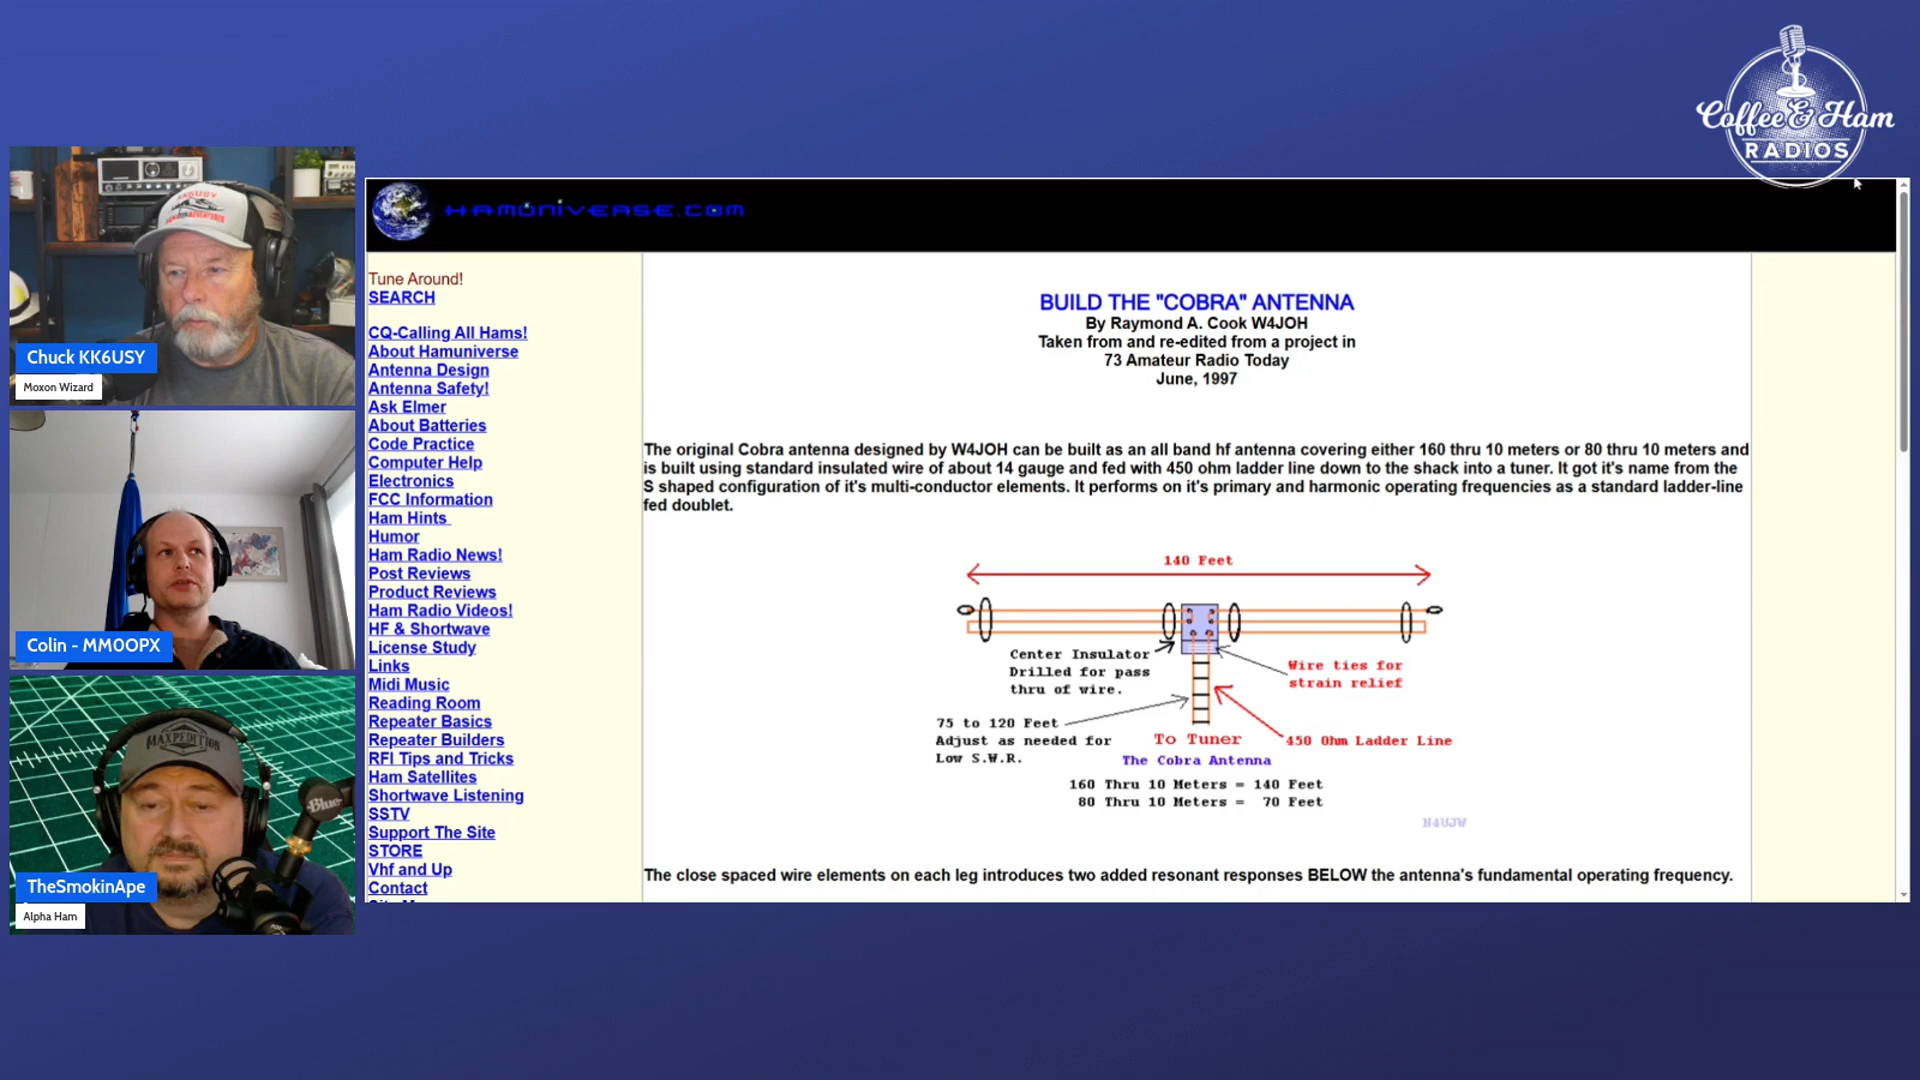 Coffee & Ham
RADIOS
KK6USY
Chuck KK6USY
Moxon Wizard
Colin - MM0OPX
MAXPEDITION
Blue
TheSmokinApe
Alpha Ham
HAMUNIVERSE.COM
Tune Around!
SEARCH
CQ-Calling All Hams!
About Hamuniverse
Antenna Design
Antenna Safety!
Ask Elmer
About Batteries
Code Practice
Computer Help
Electronics
FCC Information
Ham Hints
Humor
Ham Radio News!
Post Reviews
Product Reviews
Ham Radio Videos!
HF & Shortwave
License Study
Links
Midi Music
Reading Room
Repeater Basics
Repeater Builders
RFI Tips and Tricks
Ham Satellites
Shortwave Listening
SSTV
Support The Site
STORE
Vhf and Up
Contact
BUILD THE "COBRA" ANTENNA
By Raymond A. Cook W4JOH
Taken from and re-edited from a project in
73 Amateur Radio Today
June, 1997
The original Cobra antenna designed by W4JOH can be built as an all band hf antenna covering either 160 thru 10 meters or 80 thru 10 meters and
is built using standard insulated wire of about 14 gauge and fed with 450 ohm ladder line down to the shack into a tuner. It got it's name from the
S shaped configuration of it's multi-conductor elements. It performs on it's primary and harmonic operating frequencies as a standard ladder-line
fed doublet.
140 Feet
Center Insulator
Drilled for pass
thru of wire.
Wire ties for
strain relief
75 to 120 Feet
Adjust as needed for
Low S.W.R.
To Tuner
450 Ohm Ladder Line
The Cobra Antenna
160 Thru 10 Meters = 140 Feet
80 Thru 10 Meters = 70 Feet
N4UJW
The close spaced wire elements on each leg introduces two added resonant responses BELOW the antenna's fundamental operating frequency.